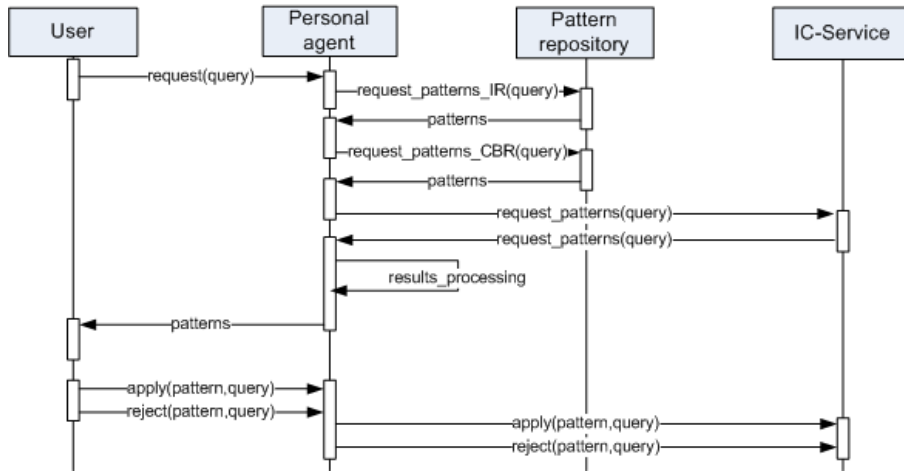 User
Personal
agent
Pattern
repository
IC-Service
request(query)
request_patterns_IR(query)
patterns
request_patterns_CBR(query)
patterns
request_patterns(query)
request_patterns(query)
results_processing
patterns
apply(pattern,query)
reject(pattern,query)
apply(pattern,query)
reject(pattern,query)